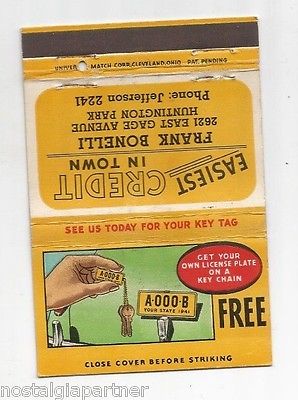 UNIVER MATCH CORP., CLEVELAND, OHIO PAT. PENDING
EASIEST
CREDIT
IN TOWN
FRANK BONELLI
2621 EAST GAGE AVENUE
HUNTINGTON PARK
Phone: Jefferson 2241
SEE US TODAY FOR YOUR KEY TAG
GET YOUR
OWN LICENSE PLATE
ON A
KEY CHAIN
A·000·B
A·000·B
YOUR STATE 1941
FREE
CLOSE COVER BEFORE STRIKING
nostalgiapartner